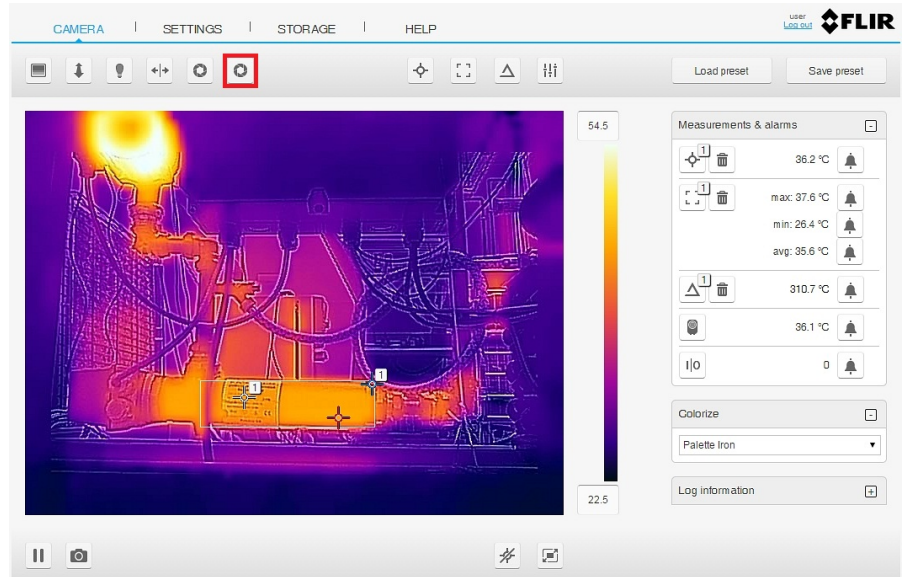 CAMERA
SETTINGS
STORAGE
HELP
user
Log out
FLIR
Load preset
Save preset
54.5
Measurements & alarms
1
36.2 °C
1
max: 37.6 °C
min: 26.4 °C
avg: 35.6 °C
1
310.7 °C
36.1 °C
I|O
0
1
1
Colorize
Palette Iron
Log information
22.5